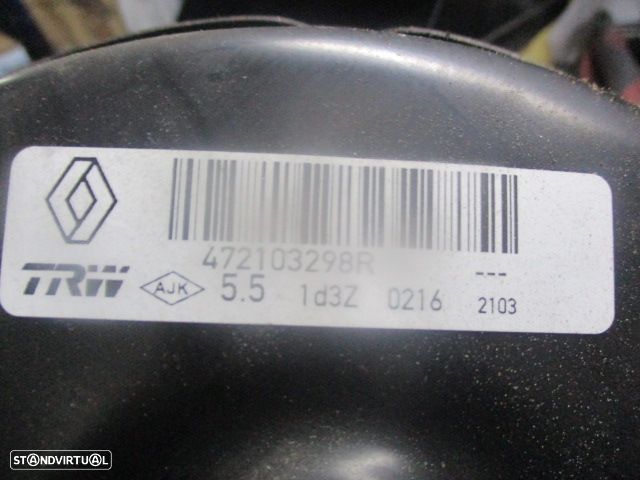 472103298R
---
TRW AJK 5.5 1d3Z 0216 2103
STANDVIRTUAL